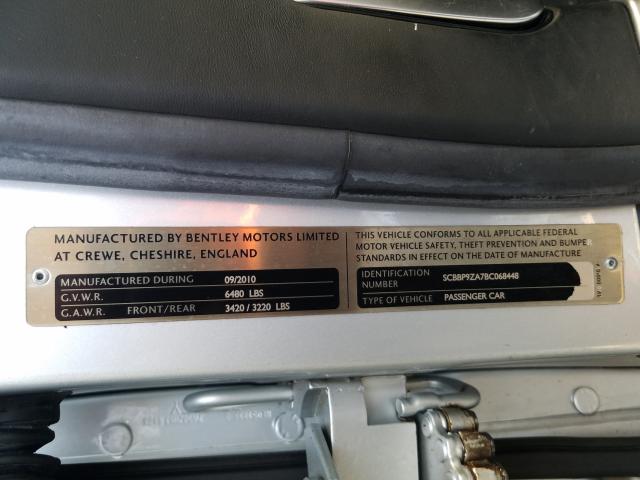 MANUFACTURED BY BENTLEY MOTORS LIMITED
AT CREWE, CHESHIRE, ENGLAND
MANUFACTURED DURING 09/2010
G.V.W.R. 6480 LBS
G.A.W.R. FRONT/REAR 3420 / 3220 LBS
THIS VEHICLE CONFORMS TO ALL APPLICABLE FEDERAL
MOTOR VEHICLE SAFETY, THEFT PREVENTION AND BUMPER
STANDARDS IN EFFECT ON THE DATE OF MANUFACTURE
IDENTIFICATION NUMBER SCBBP9ZA7BC068448
TYPE OF VEHICLE PASSENGER CAR